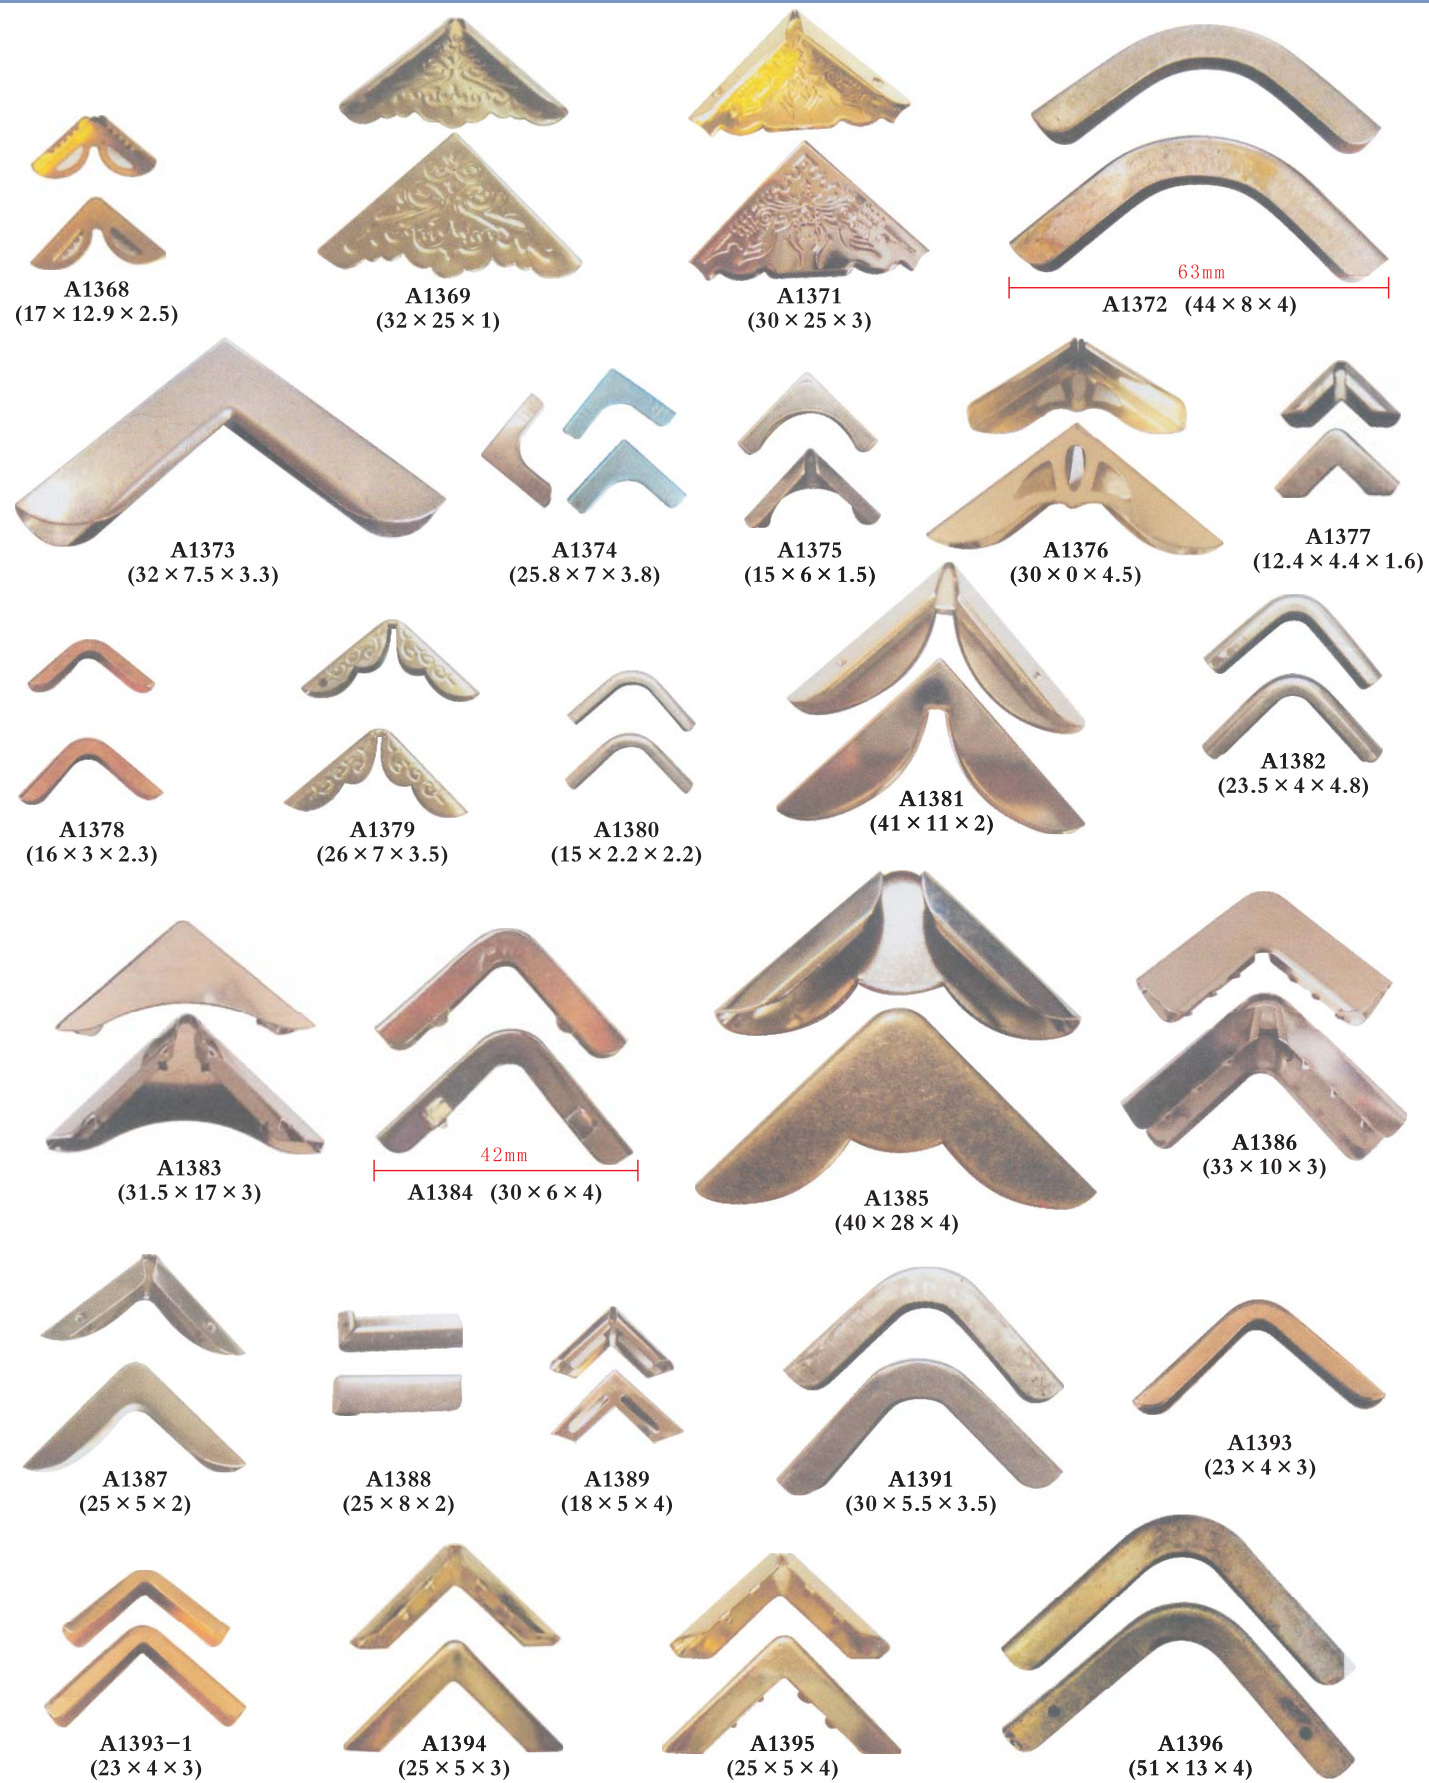 A1368
(17×12.9×2.5)
A1369
(32×25×1)
A1371
(30×25×3)
63mm
A1372 (44×8×4)
A1373
(32×7.5×3.3)
A1374
(25.8×7×3.8)
A1375
(15×6×1.5)
A1376
(30×0×4.5)
A1377
(12.4×4.4×1.6)
A1378
(16×3×2.3)
A1379
(26×7×3.5)
A1380
(15×2.2×2.2)
A1381
(41×11×2)
A1382
(23.5×4×4.8)
A1383
(31.5×17×3)
42mm
A1384 (30×6×4)
A1385
(40×28×4)
A1386
(33×10×3)
A1387
(25×5×2)
A1388
(25×8×2)
A1389
(18×5×4)
A1391
(30×5.5×3.5)
A1393
(23×4×3)
A1393-1
(23×4×3)
A1394
(25×5×3)
A1395
(25×5×4)
A1396
(51×13×4)